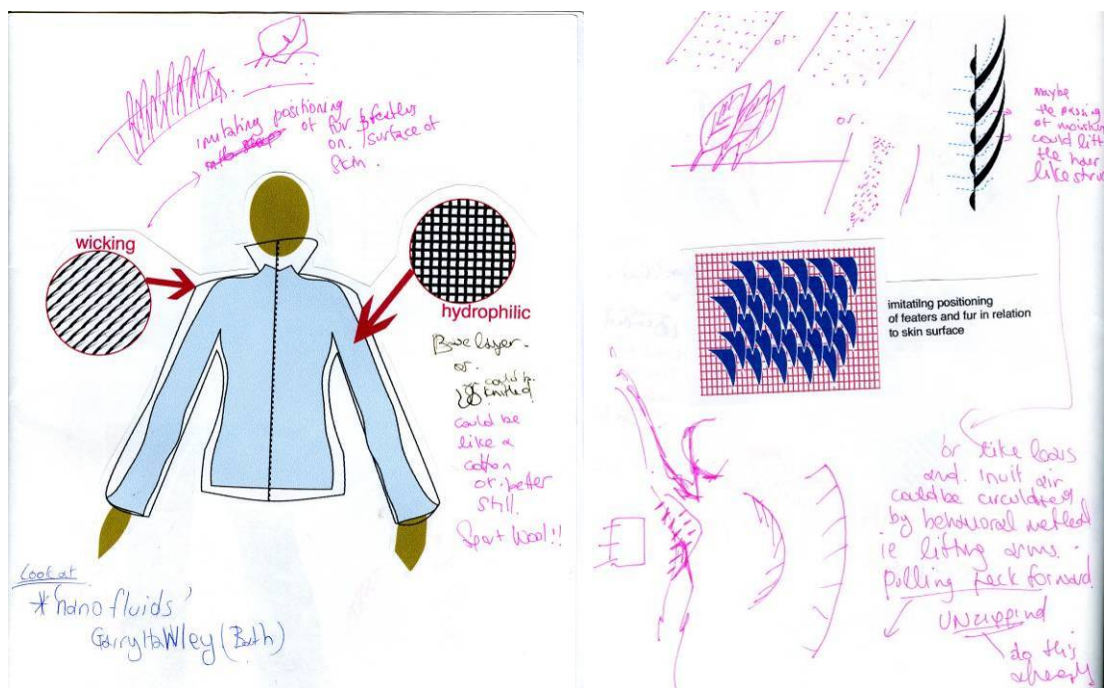 imitating positioning
of fur & feathers
on surface of
skin.
wicking
hydrophilic
Base layer.
or.
could be
knitted
could be
like a
cotton
or better
still.
Sport Wool!!
Look at
* 'nano fluids'
Garry Hawley (Bath)
or.
or.
maybe
the passing
of moisture
could lift
the hair
like struc
imitatilng positioning
of featers and fur in relation
to skin surface
or like
and Inuit air
could be circulated
by behavioral method
ie lifting arms.
pulling neck forward.
Unzipping
do this
already